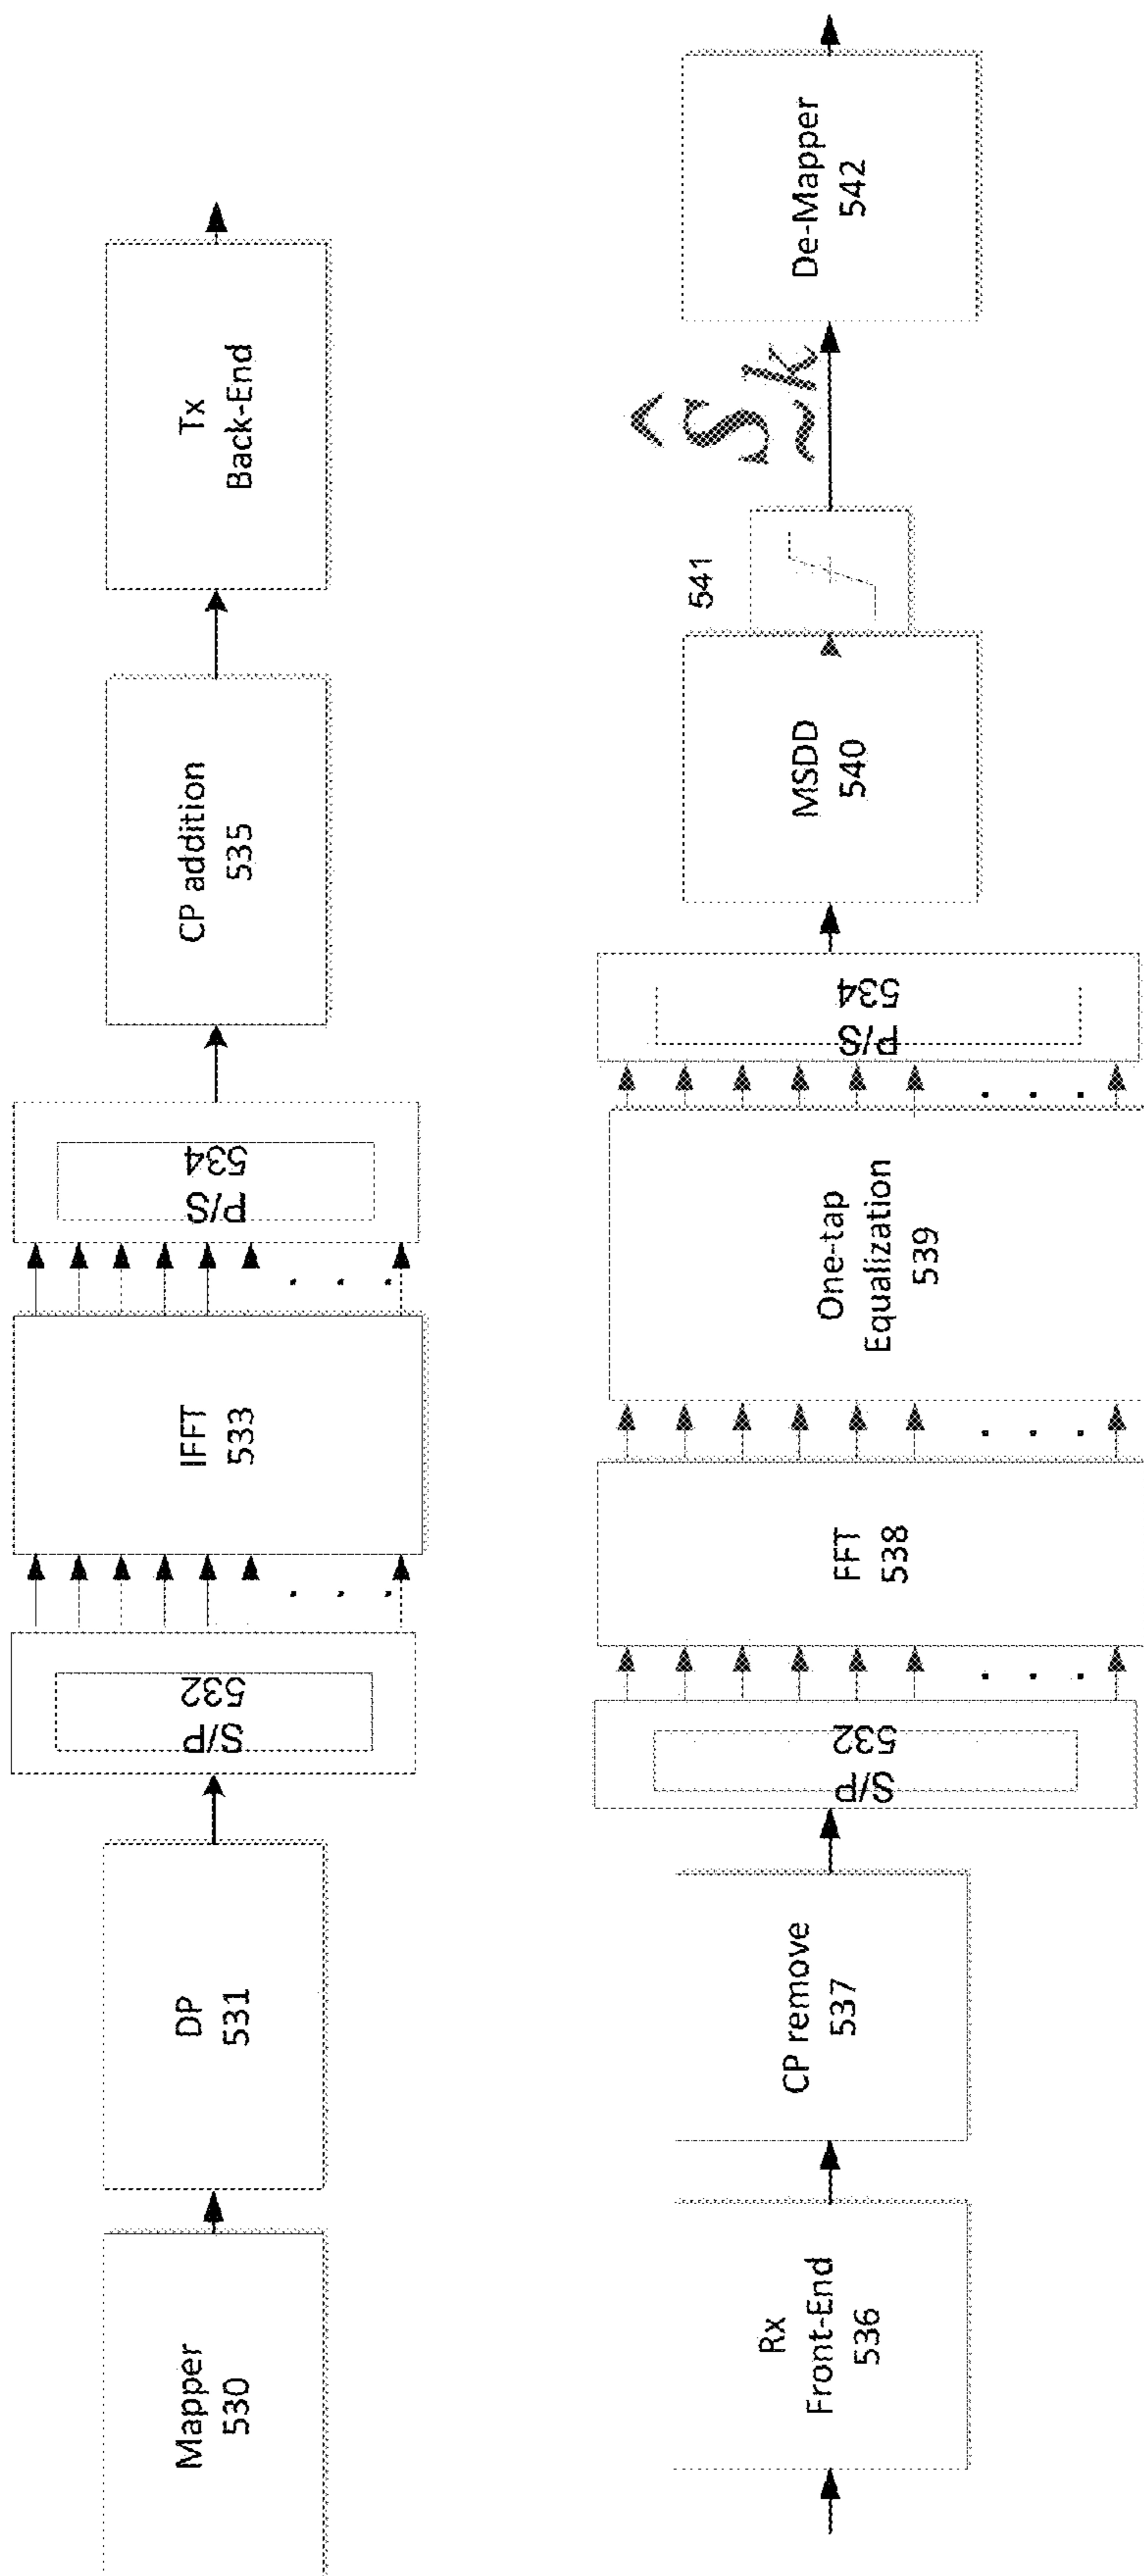 Mapper
530
DP
531
S/P
532
IFFT
533
P/S
534
CP addition
535
Tx
Back-End
Rx
Front-End
536
CP remove
537
S/P
532
FFT
538
One-tap
Equalization
539
P/S
534
MSDD
540
541
Ŝ
~k
De-Mapper
542